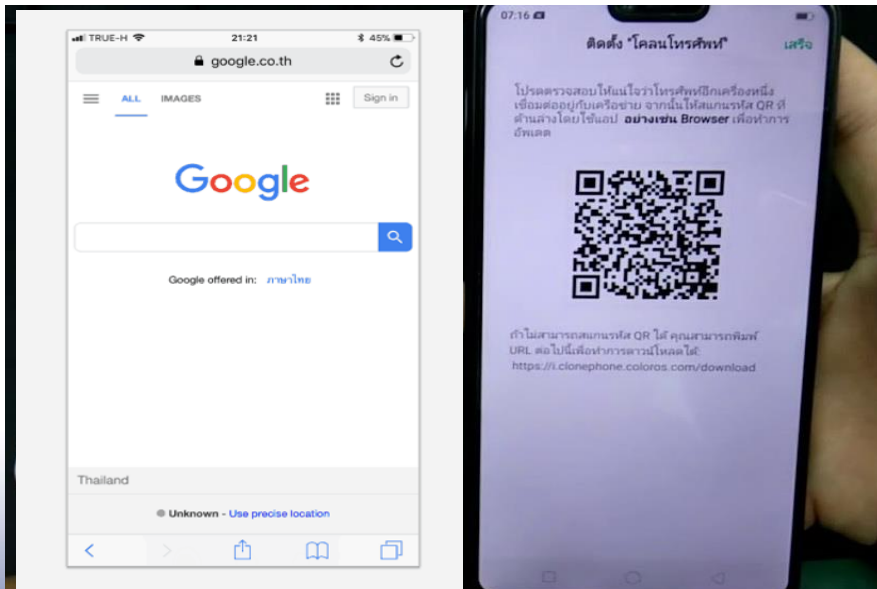 TRUE-H
21:21
45%
google.co.th
ALL
IMAGES
Sign in
Google
Google offered in: ภาษาไทย
Thailand
Unknown - Use precise location
07:16
ติดตั้ง "โคลนโทรศัพท์"
เสร็จ
โปรดตรวจสอบให้แน่ใจว่าโทรศัพท์อีกเครื่องหนึ่ง
เชื่อมต่ออยู่กับเครือข่าย จากนั้นให้สแกนรหัส QR ที่
ด้านล่างโดยใช้แอป อย่างเช่น Browser เพื่อทำการ
อัพเดต
ถ้าไม่สามารถสแกนรหัส QR ได้ คุณสามารถพิมพ์
URL ต่อไปนี้เพื่อทำการดาวน์โหลดได้:
https://i.clonephone.coloros.com/download